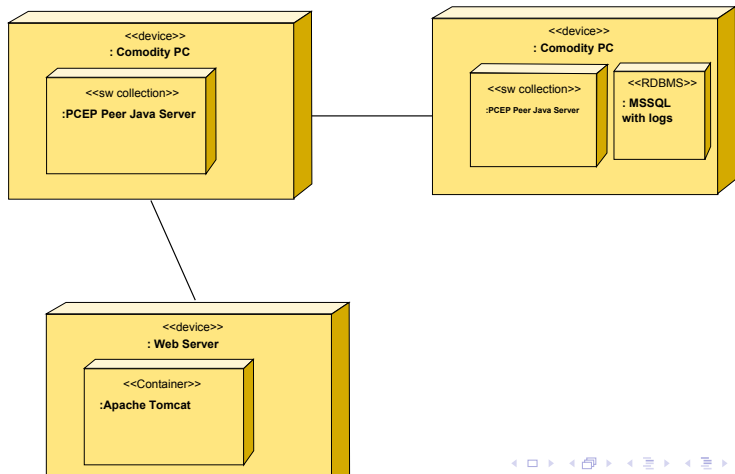 <<device>>
: Comodity PC
<<sw collection>>
:PCEP Peer Java Server
<<device>>
: Comodity PC
<<sw collection>>
:PCEP Peer Java Server
<<RDBMS>>
: MSSQL
with logs
<<device>>
: Web Server
<<Container>>
:Apache Tomcat